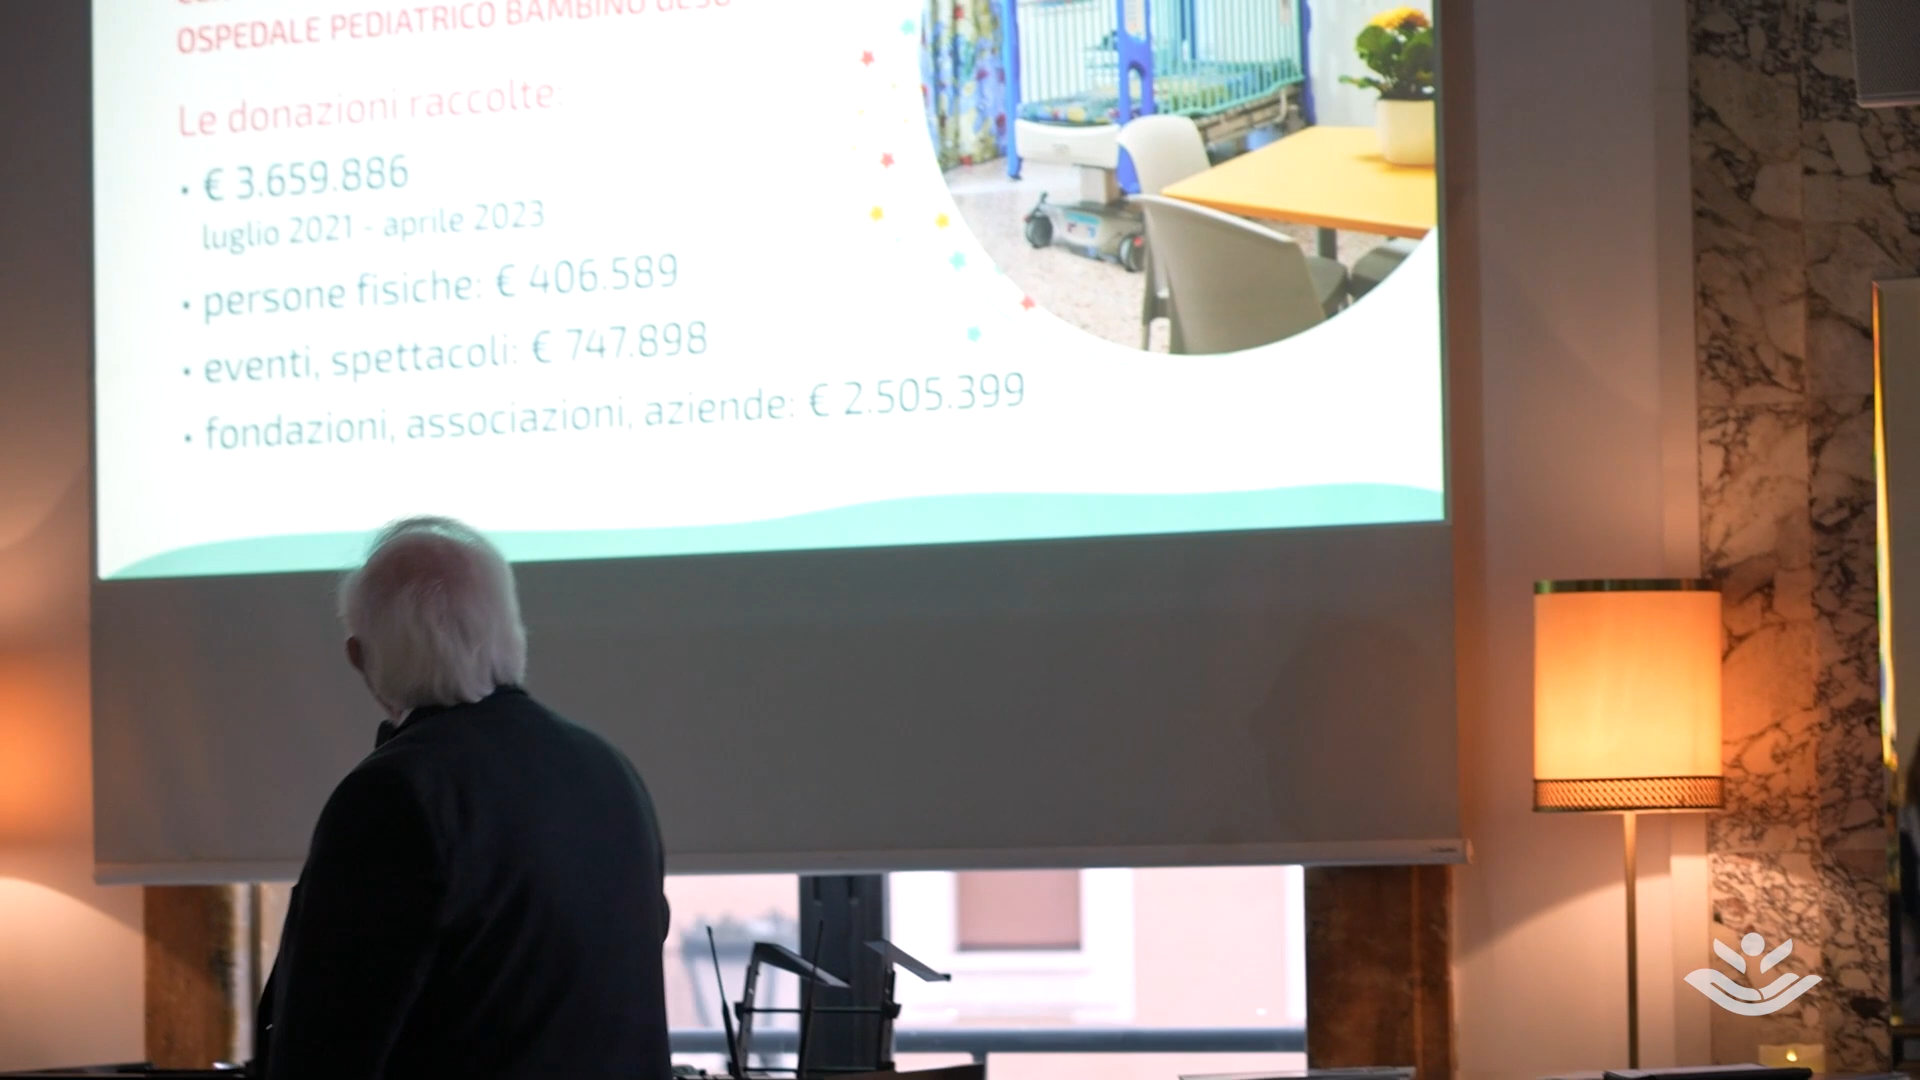 OSPEDALE PEDIATRICO BAMBINO GESÙ
Le donazioni raccolte:
• € 3.659.886
luglio 2021 - aprile 2023
• persone fisiche: € 406.589
• eventi, spettacoli: € 747.898
• fondazioni, associazioni, aziende: € 2.505.399